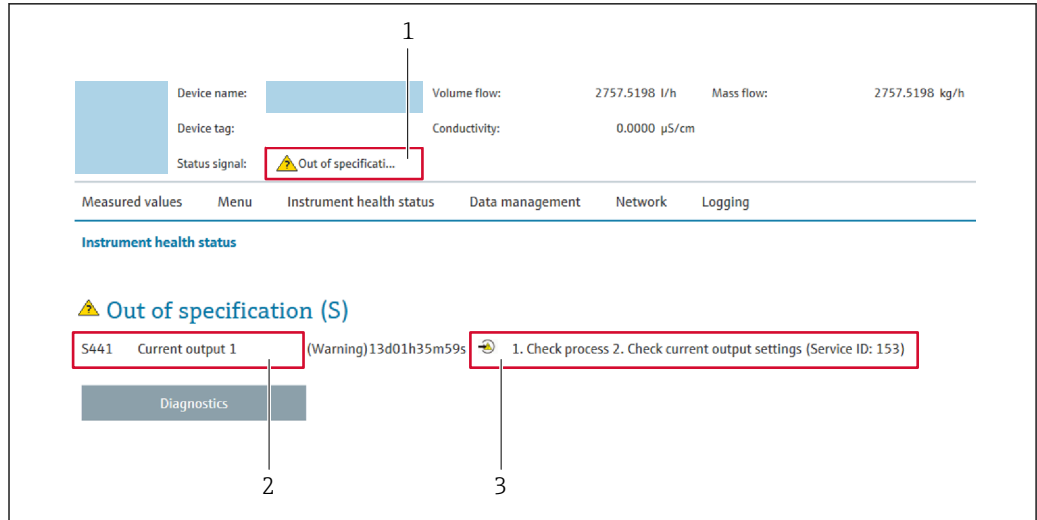 1
Device name: Volume flow: 2757.5198 l/h Mass flow: 2757.5198 kg/h
Device tag: Conductivity: 0.0000 µS/cm
Status signal: Out of specificati...
Measured values Menu Instrument health status Data management Network Logging
Instrument health status
Out of specification (S)
S441 Current output 1 (Warning)13d01h35m59s 1. Check process 2. Check current output settings (Service ID: 153)
Diagnostics
2 3